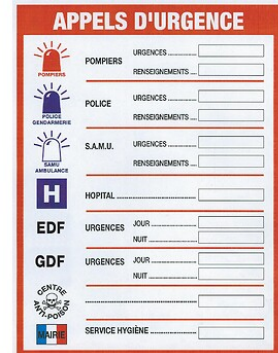 APPELS D'URGENCE
POMPIERS
POMPIERS
URGENCES
RENSEIGNEMENTS
POLICE
GENDARMERIE
POLICE
URGENCES
RENSEIGNEMENTS
SAMU
AMBULANCE
S.A.M.U.
URGENCES
RENSEIGNEMENTS
H
HOPITAL
EDF
URGENCES
JOUR
NUIT
GDF
URGENCES
JOUR
NUIT
CENTRE
ANTI-POISON
MAIRIE
SERVICE HYGIÈNE